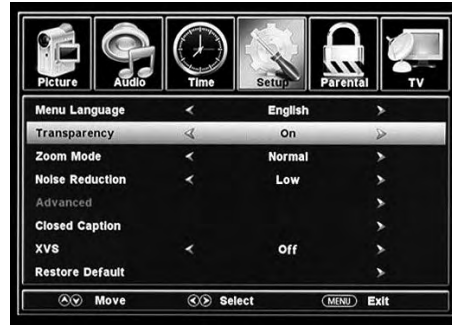 Picture Audio Time Setup Parental TV
Menu Language English
Transparency On
Zoom Mode Normal
Noise Reduction Low
Advanced
Closed Caption
XVS Off
Restore Default
Move Select MENU Exit